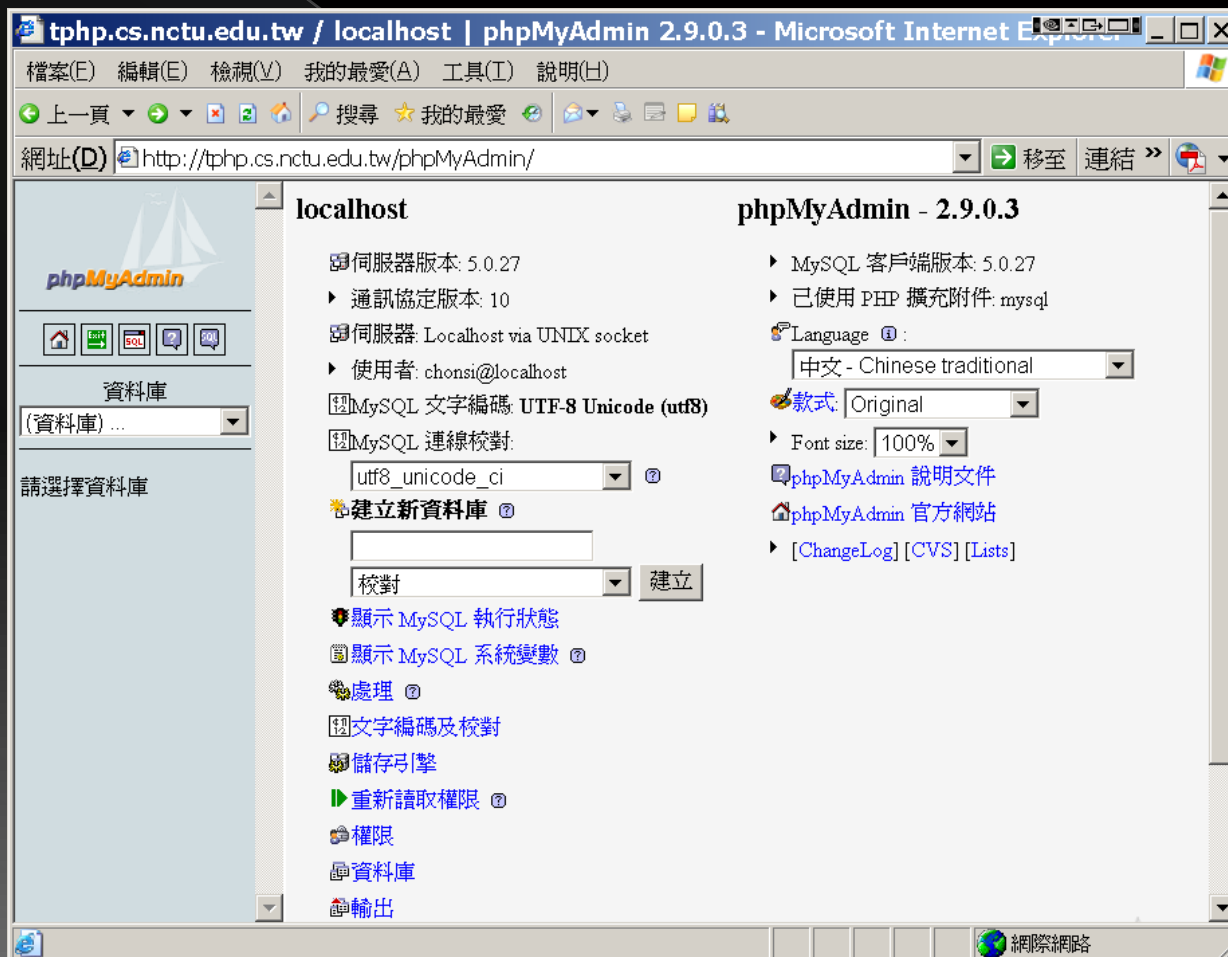 tphp.cs.nctu.edu.tw / localhost | phpMyAdmin 2.9.0.3 - Microsoft Internet Explorer
檔案(F) 編輯(E) 檢視(V) 我的最愛(A) 工具(T) 說明(H)
上一頁 搜尋 我的最愛
網址(D) http://tphp.cs.nctu.edu.tw/phpMyAdmin/ 移至 連結 »
phpMyAdmin
Exit SQL SQL
資料庫
(資料庫) ...
請選擇資料庫
localhost
伺服器版本: 5.0.27
通訊協定版本: 10
伺服器: Localhost via UNIX socket
使用者: chonsi@localhost
MySQL 文字編碼: UTF-8 Unicode (utf8)
MySQL 連線校對:
utf8_unicode_ci
建立新資料庫
校對 建立
顯示 MySQL 執行狀態
顯示 MySQL 系統變數
處理
文字編碼及校對
儲存引擎
重新讀取權限
權限
資料庫
輸出
phpMyAdmin - 2.9.0.3
MySQL 客戶端版本: 5.0.27
已使用 PHP 擴充附件: mysql
Language :
中文 - Chinese traditional
款式: Original
Font size: 100%
phpMyAdmin 說明文件
phpMyAdmin 官方網站
[ChangeLog] [CVS] [Lists]
網際網路